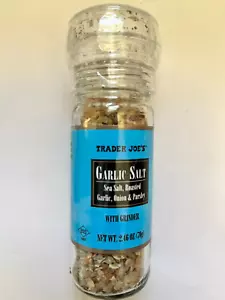 TRADER JOE'S
GARLIC SALT
Sea Salt, Roasted
Garlic, Onion & Parsley
WITH GRINDER
NET WT. 2.46 OZ (70g)